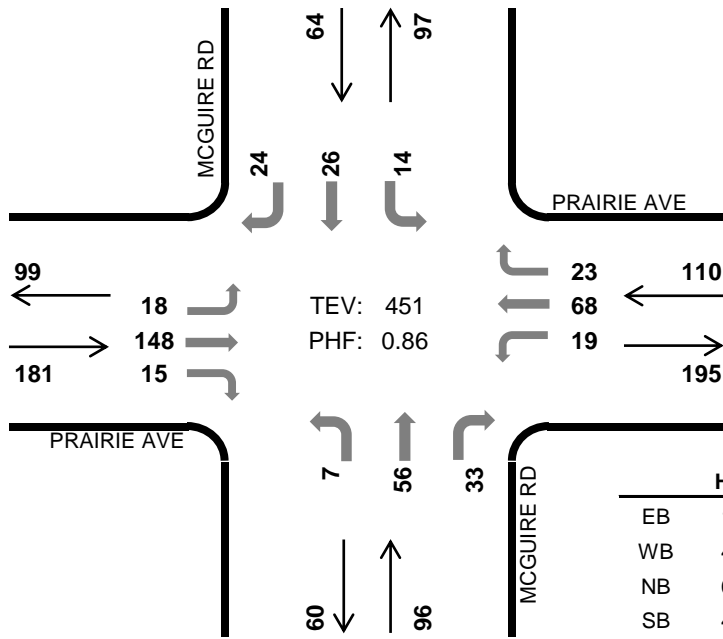 64
97
MCGUIRE RD
24
26
14
PRAIRIE AVE
99
18
148
15
181
TEV: 451
PHF: 0.86
23
68
19
110
195
PRAIRIE AVE
7
56
33
MCGUIRE RD
60
96
EB
WB
NB
SB